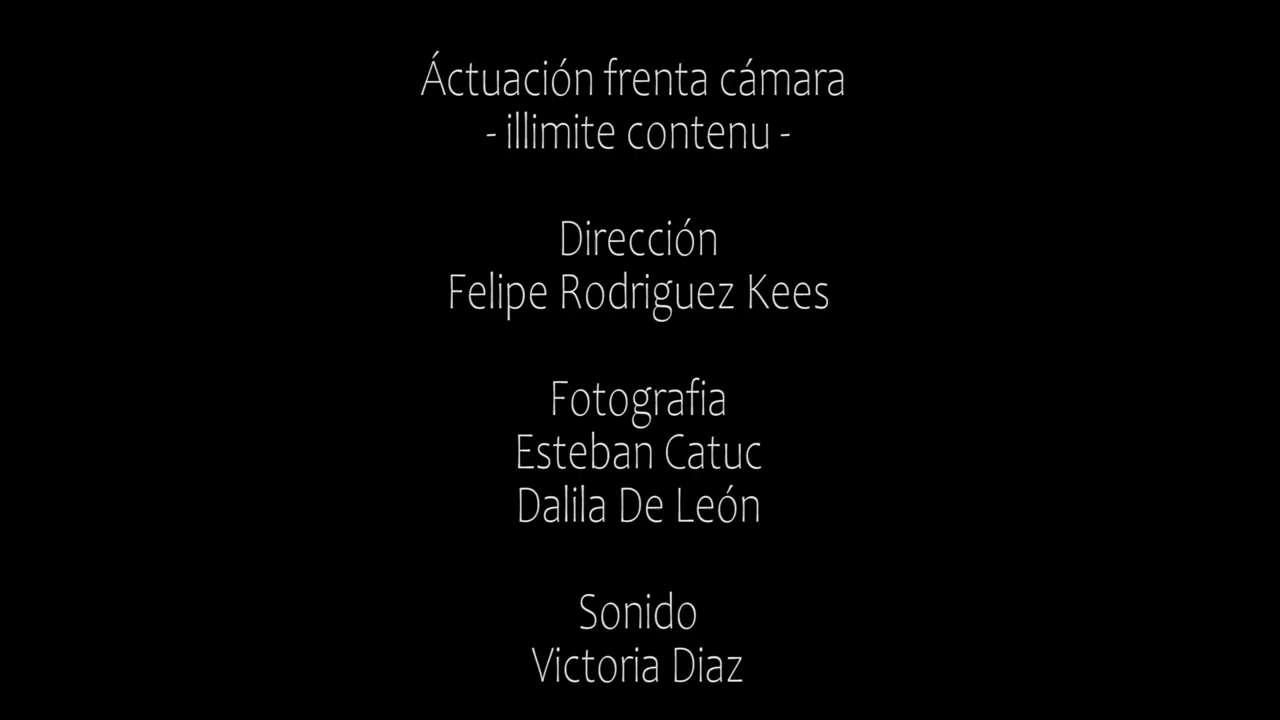 Áctuación frenta cámara
- illimite contenu -
Dirección
Felipe Rodriguez Kees
Fotografia
Esteban Catuc
Dalila De León
Sonido
Victoria Diaz